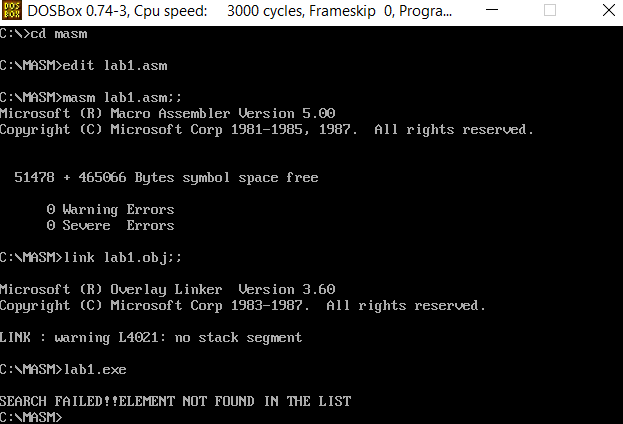 DOS BOX DOSBox 0.74-3, Cpu speed: 3000 cycles, Frameskip 0, Progra...
C:\>cd masm
C:\MASM>edit lab1.asm
C:\MASM>masm lab1.asm;;
Microsoft (R) Macro Assembler Version 5.00
Copyright (C) Microsoft Corp 1981-1985, 1987. All rights reserved.
51478 + 465066 Bytes symbol space free
0 Warning Errors
0 Severe Errors
C:\MASM>link lab1.obj;;
Microsoft (R) Overlay Linker Version 3.60
Copyright (C) Microsoft Corp 1983-1987. All rights reserved.
LINK : warning L4021: no stack segment
C:\MASM>lab1.exe
SEARCH FAILED!!ELEMENT NOT FOUND IN THE LIST
C:\MASM>